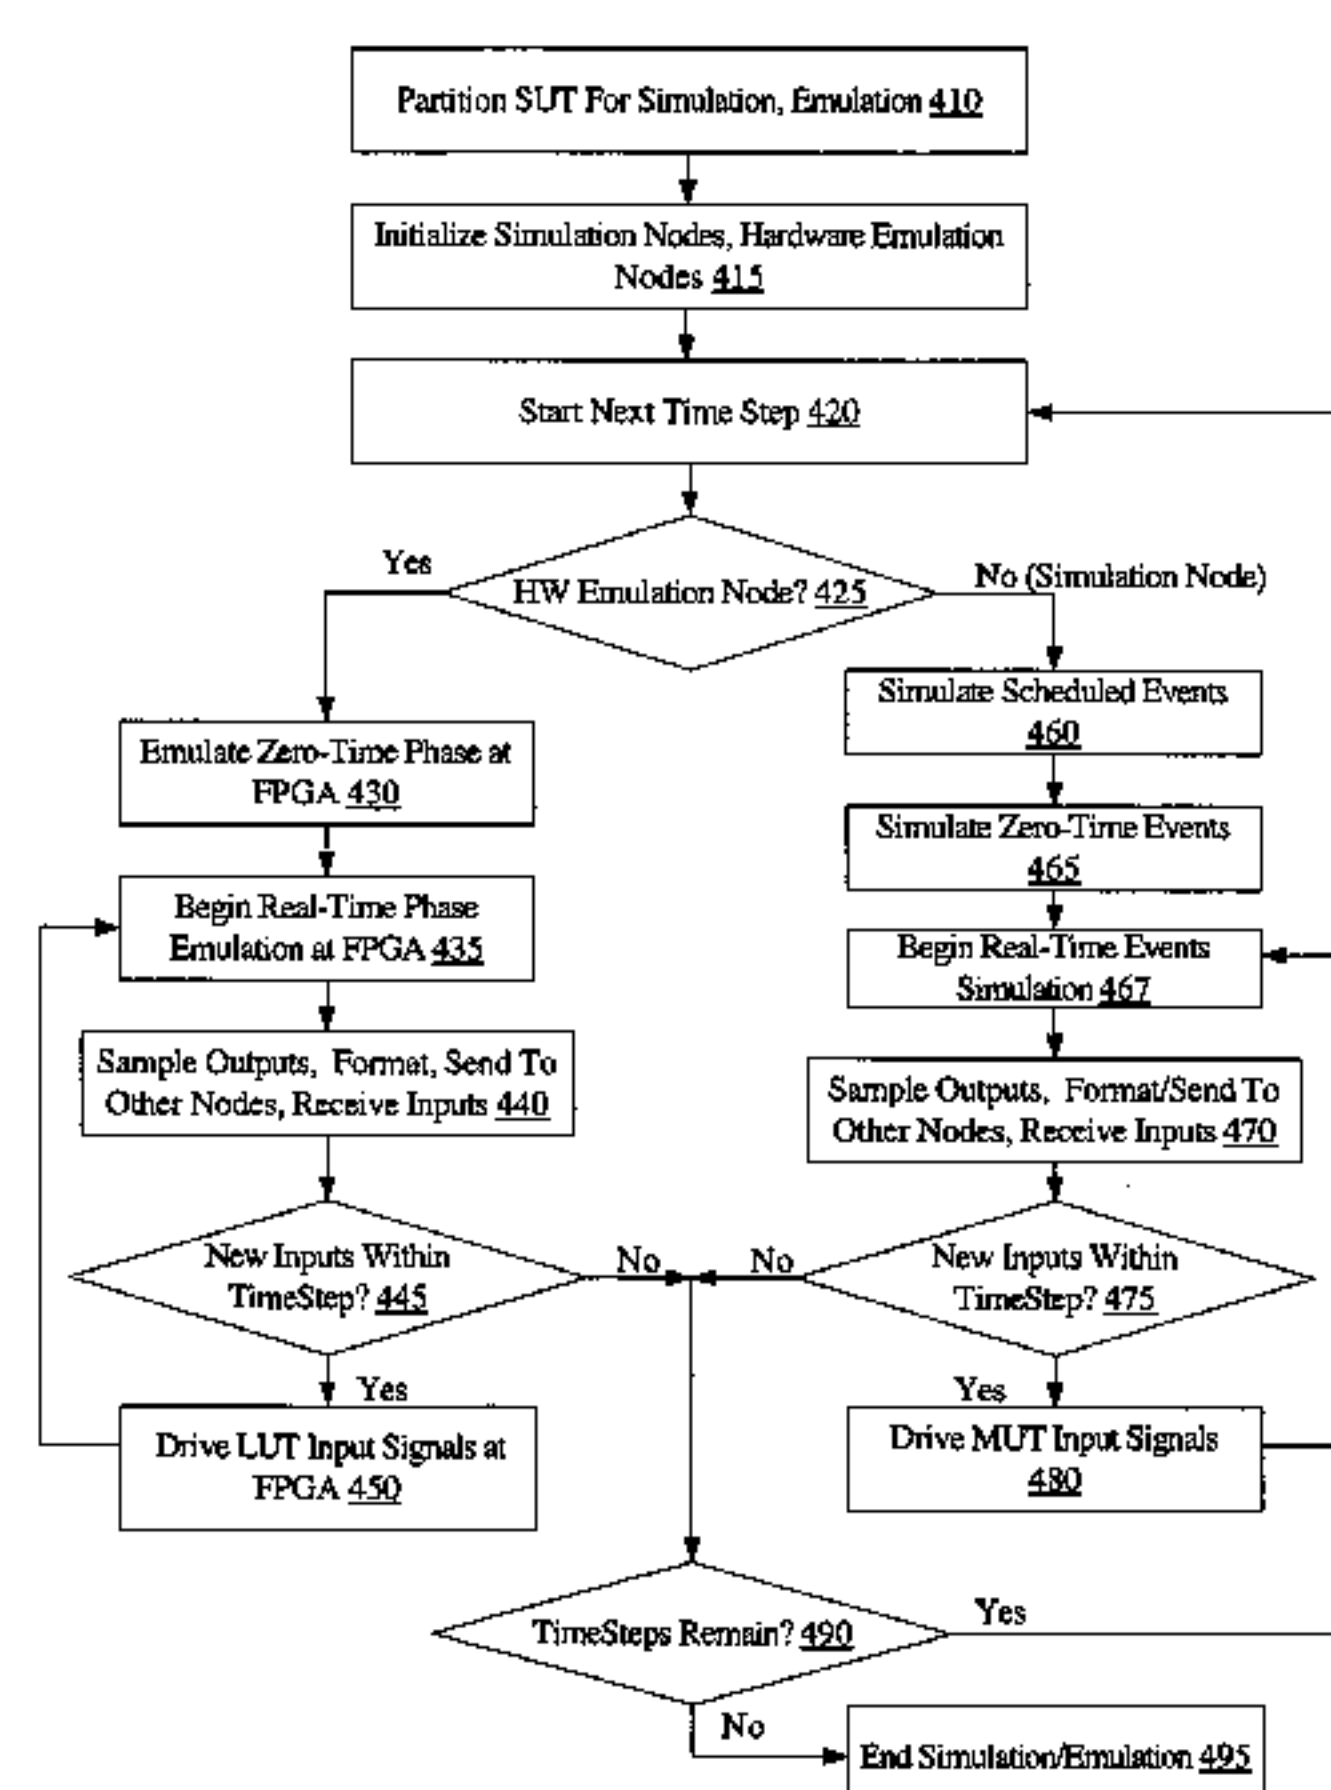 Partition SUT For Simulation, Emulation 410
Initialize Simulation Nodes, Hardware Emulation
Nodes 415
Start Next Time Step 420
Yes
HW Emulation Node? 425
No (Simulation Node)
Emulate Zero-Time Phase at
FPGA 430
Begin Real-Time Phase
Emulation at FPGA 435
Sample Outputs, Format, Send To
Other Nodes, Receive Inputs 440
New Inputs Within
TimeStep? 445
No
Yes
Drive LUT Input Signals at
FPGA 450
Simulate Scheduled Events
460
Simulate Zero-Time Events
465
Begin Real-Time Events
Simulation 467
Sample Outputs, Format/Send To
Other Nodes, Receive Inputs 470
New Inputs Within
TimeStep? 475
No
Yes
Drive MUT Input Signals
480
TimeSteps Remain? 490
Yes
No
End Simulation/Emulation 495